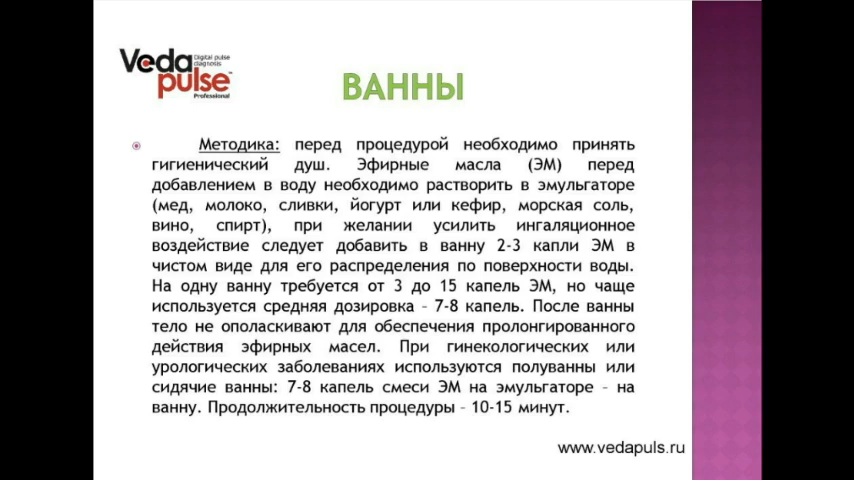 Veda
Digital pulse
diagnosis
pulse™
Professional
ВАННЫ
Методика: перед процедурой необходимо принять
гигиенический душ. Эфирные масла (ЭМ) перед
добавлением в воду необходимо растворить в эмульгаторе
(мед, молоко, сливки, йогурт или кефир, морская соль,
вино, спирт), при желании усилить ингаляционное
воздействие следует добавить в ванну 2-3 капли ЭМ в
чистом виде для его распределения по поверхности воды.
На одну ванну требуется от 3 до 15 капель ЭМ, но чаще
используется средняя дозировка – 7-8 капель. После ванны
тело не ополаскивают для обеспечения пролонгированного
действия эфирных масел. При гинекологических или
урологических заболеваниях используются полуванны или
сидячие ванны: 7-8 капель смеси ЭМ на эмульгаторе – на
ванну. Продолжительность процедуры – 10-15 минут.
www.vedapuls.ru